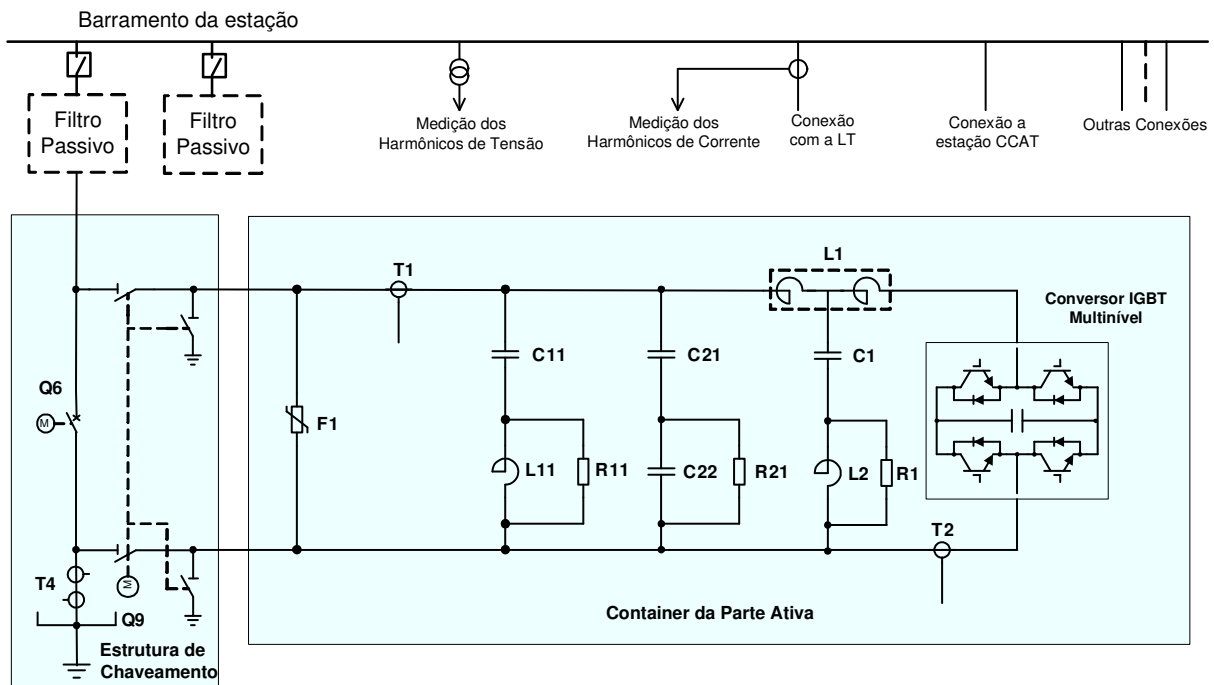 Barramento da estação
Filtro
Passivo
Filtro
Passivo
Medição dos
Harmônicos de Tensão
Medição dos
Harmônicos de Corrente
Conexão
com a LT
Conexão a
estação CCAT
Outras Conexões
T1
L1
Conversor IGBT
Multinível
C11
C21
C1
Q6
M
F1
L11
R11
C22
R21
L2
R1
T2
T4
M
Q9
Container da Parte Ativa
Estrutura de
Chaveamento